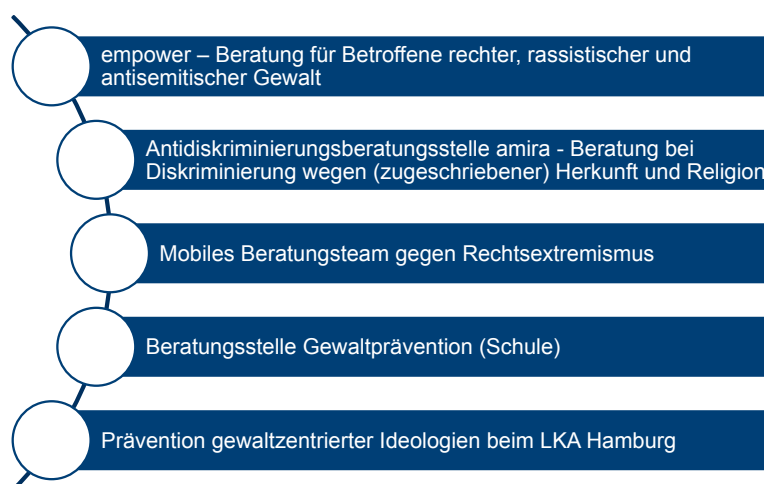 empower – Beratung für Betroffene rechter, rassistischer und
antisemitischer Gewalt
Antidiskriminierungsberatungsstelle amira - Beratung bei
Diskriminierung wegen (zugeschriebener) Herkunft und Religion
Mobiles Beratungsteam gegen Rechtsextremismus
Beratungsstelle Gewaltprävention (Schule)
Prävention gewaltzentrierter Ideologien beim LKA Hamburg